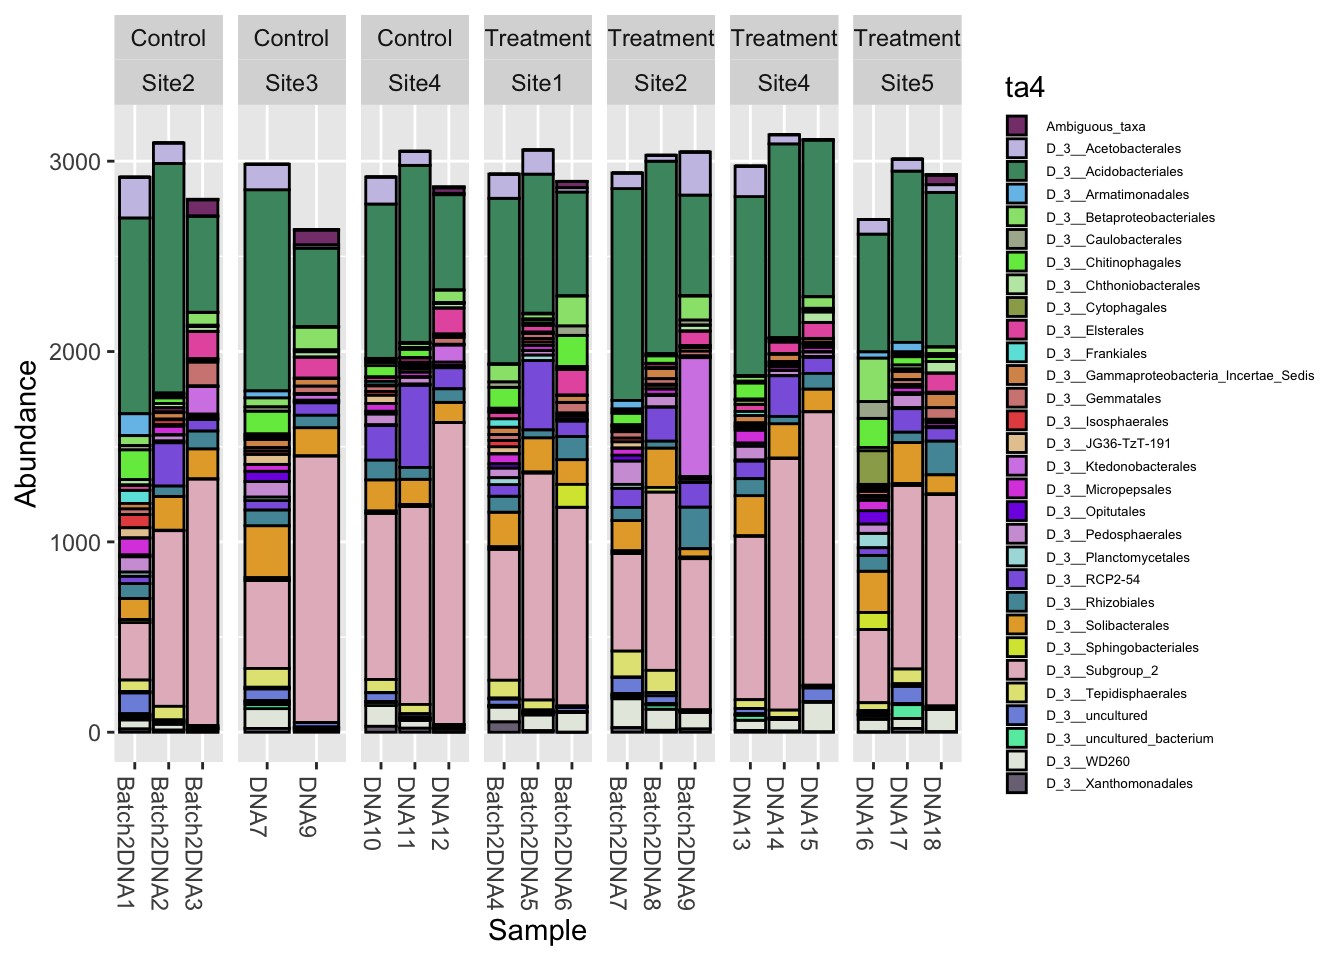 Control Control Control Treatment Treatment Treatment Treatment
Site2 Site3 Site4 Site1 Site2 Site4 Site5
ta4
Ambiguous_taxa
D_3__Acetobacterales
D_3__Acidobacteriales
D_3__Armatimonadales
D_3__Betaproteobacteriales
D_3__Caulobacterales
D_3__Chitinophagales
D_3__Chthoniobacterales
D_3__Cytophagales
D_3__Elsterales
D_3__Frankiales
D_3__Gammaproteobacteria_Incertae_Sedis
D_3__Gemmatales
D_3__Isosphaerales
D_3__JG36-TzT-191
D_3__Ktedonobacterales
D_3__Micropepsales
D_3__Opitutales
D_3__Pedosphaerales
D_3__Planctomycetales
D_3__RCP2-54
D_3__Rhizobiales
D_3__Solibacterales
D_3__Sphingobacteriales
D_3__Subgroup_2
D_3__Tepidisphaerales
D_3__uncultured
D_3__uncultured_bacterium
D_3__WD260
D_3__Xanthomonadales
Abundance
3000
2000
1000
0
Batch2DNA1
Batch2DNA2
Batch2DNA3
DNA7
DNA9
DNA10
DNA11
DNA12
Batch2DNA4
Batch2DNA5
Batch2DNA6
Batch2DNA7
Batch2DNA8
Batch2DNA9
DNA13
DNA14
DNA15
DNA16
DNA17
DNA18
Sample